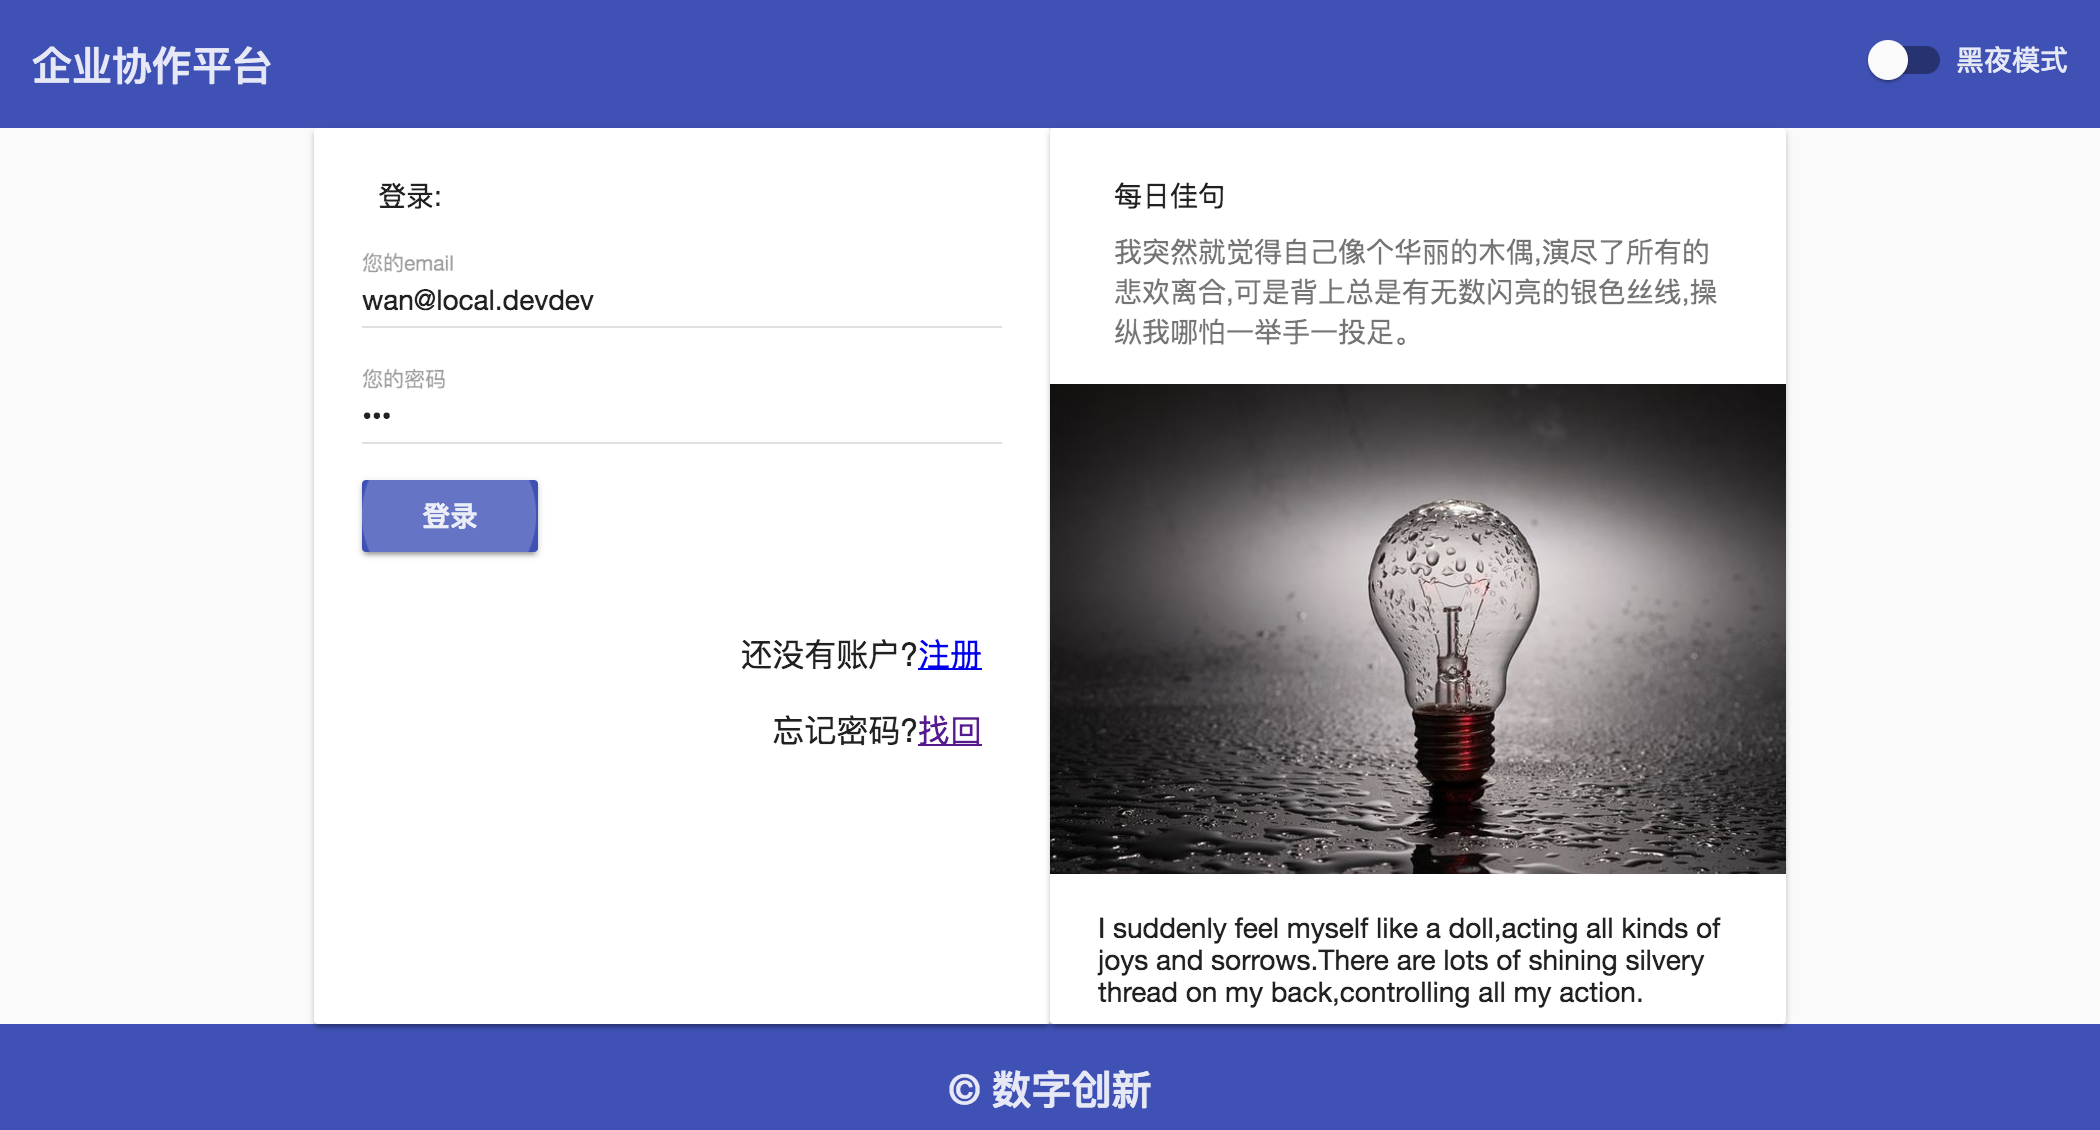 企业协作平台
黑夜模式
登录:
您的email
wan@local.devdev
您的密码
•••
登录
还没有账户?注册
忘记密码?找回
每日佳句
我突然就觉得自己像个华丽的木偶,演尽了所有的
悲欢离合,可是背上总是有无数闪亮的银色丝线,操
纵我哪怕一举手一投足。
I suddenly feel myself like a doll,acting all kinds of
joys and sorrows.There are lots of shining silvery
thread on my back,controlling all my action.
© 数字创新